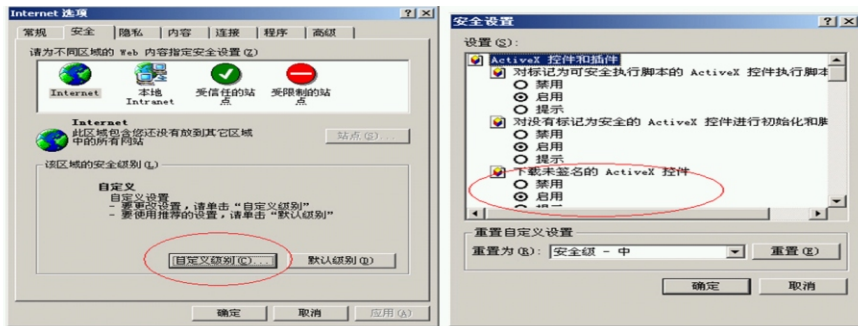 Internet 选项
常规 安全 隐私 内容 连接 程序 高级
请为不同区域的 Web 内容指定安全设置(Z)
Internet 本地 Intranet 受信任的站点 受限制的站点
Internet
此区域包含您还没有放到其它区域
中的所有网站
站点(S)...
该区域的安全级别(L)
自定义
自定义设置
- 要更改设置，请单击“自定义级别”
- 要使用推荐的设置，请单击“默认级别”
自定义级别(C)... 默认级别(D)
确定 取消 应用(A)
安全设置
设置(S):
ActiveX 控件和插件
对标记为可安全执行脚本的 ActiveX 控件执行脚本
禁用
启用
提示
对没有标记为安全的 ActiveX 控件进行初始化和脚
禁用
启用
提示
下载未签名的 ActiveX 控件
禁用
启用
提示
重置自定义设置
重置为(R): 安全级 - 中 重置(E)
确定 取消